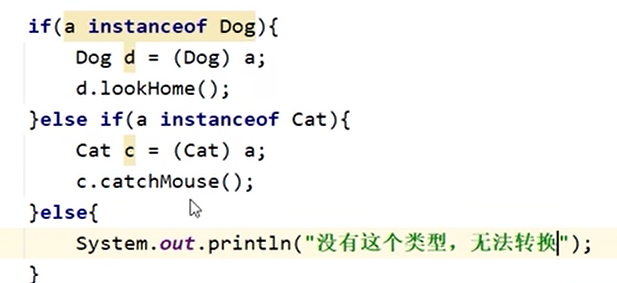 if(a instanceof Dog){
Dog d = (Dog) a;
d.lookHome();
}else if(a instanceof Cat){
Cat c = (Cat) a;
c.catchMouse();
}else{
System.out.println("没有这个类型，无法转换");
}